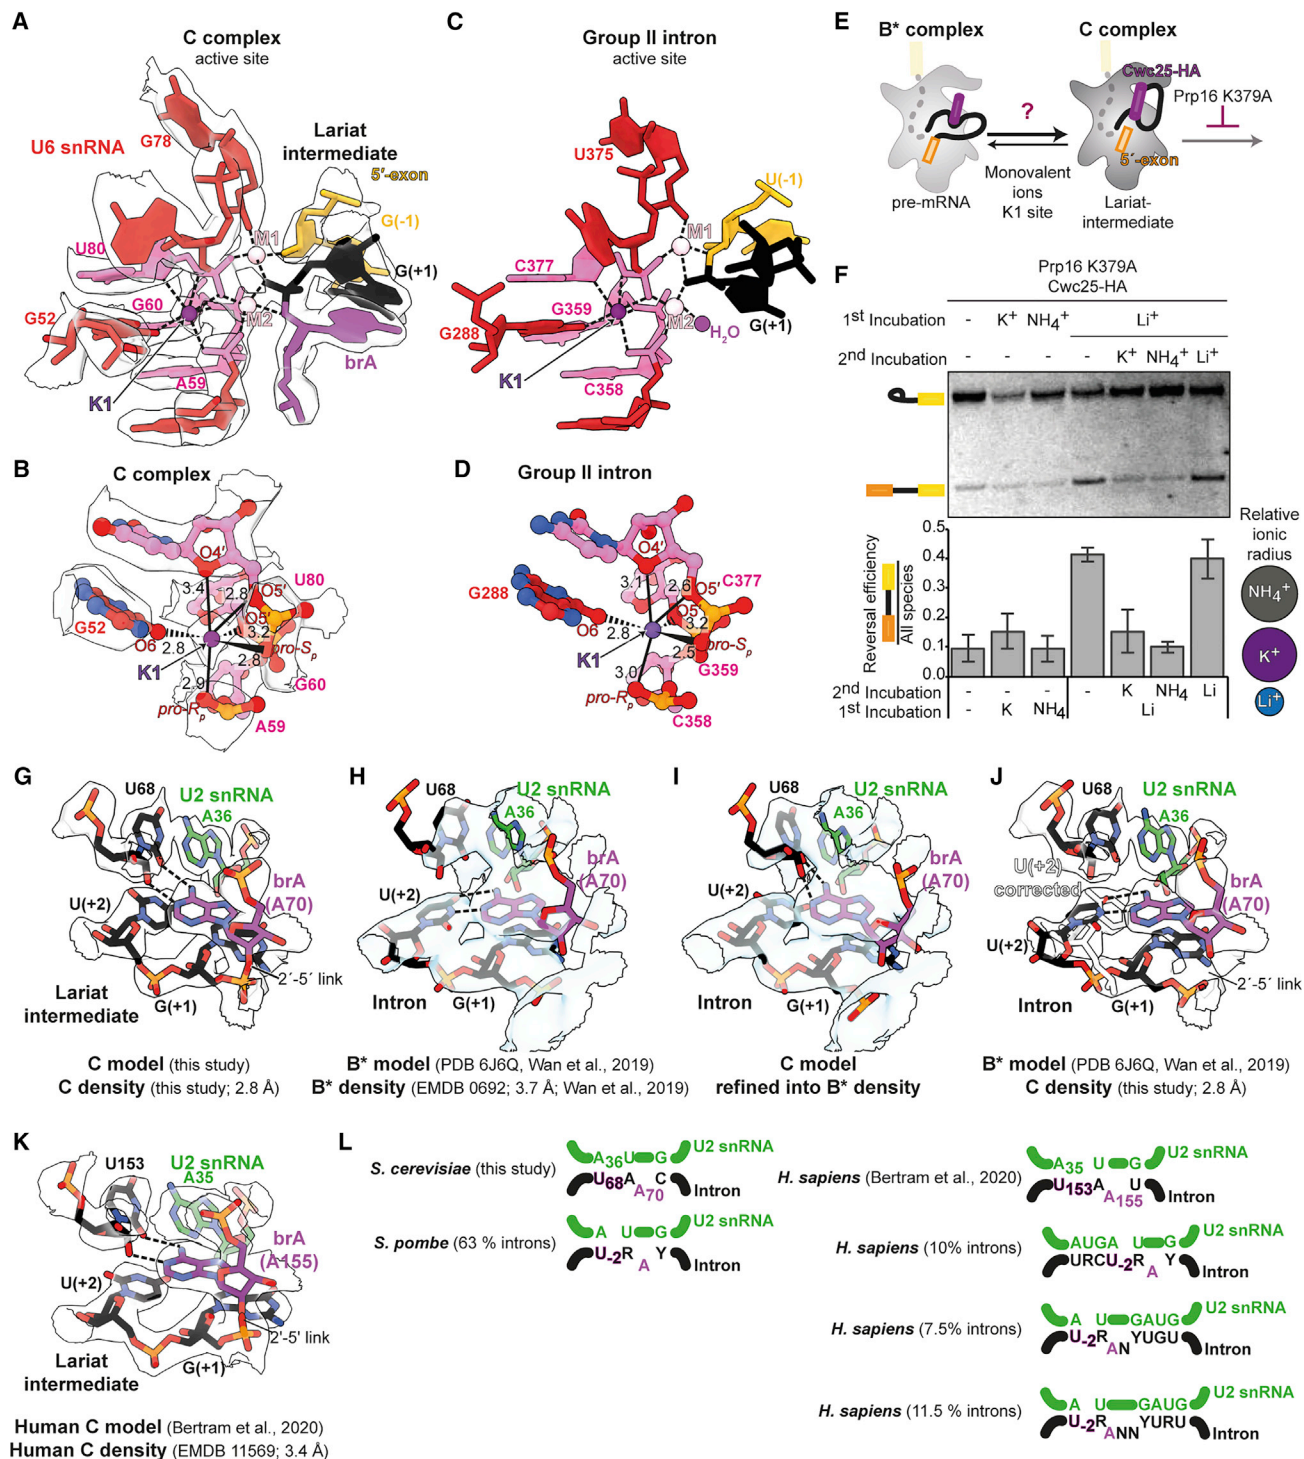 A
C complex
active site
U6 snRNA
G78
Lariat
intermediate
5′-exon
G(-1)
M1
U80
G(+1)
G60
G52
M2
brA
A59
K1
C
Group II intron
active site
U375
U(-1)
M1
C377
G359
G288
M2
H2O
G(+1)
K1
C358
E
B* complex
C complex
Cwc25-HA
Prp16 K379A
?
5′-exon
Monovalent
ions
K1 site
pre-mRNA
Lariat-
intermediate
B
C complex
O4′
3.4
2.8
O5′
U80
G52
O6
2.8
O5′
3.2
pro-Sp
K1
2.8
G60
2.9
pro-Rp
A59
D
Group II intron
O4′
3.1
2.6
C377
O5′
G288
O6
2.8
O5′
3.2
pro-Sp
K1
2.5
G359
3.0
pro-Rp
C358
F
Prp16 K379A
Cwc25-HA
1st Incubation - K+ NH4+ Li+
2nd Incubation - - - - K+ NH4+ Li+
Reversal efficiency
All species
0.5
0.4
0.3
0.2
0.1
0.0
2nd Incubation - - - - K NH4 Li
1st Incubation - K NH4 Li
Relative
ionic
radius
NH4+
K+
Li+
G
U68
U2 snRNA
A36
brA
(A70)
U(+2)
2′-5′ link
Lariat
intermediate
G(+1)
C model (this study)
C density (this study; 2.8 Å)
H
U68
U2 snRNA
A36
brA
(A70)
U(+2)
Intron
G(+1)
B* model (PDB 6J6Q, Wan et al., 2019)
B* density (EMDB 0692; 3.7 Å; Wan et al., 2019)
I
U68
U2 snRNA
A36
brA
(A70)
U(+2)
Intron
G(+1)
C model
refined into B* density
J
U68
U2 snRNA
A36
U(+2)
corrected
brA
(A70)
U(+2)
2′-5′ link
Intron
G(+1)
B* model (PDB 6J6Q, Wan et al., 2019)
C density (this study; 2.8 Å)
K
U153
U2 snRNA
A35
brA
(A155)
U(+2)
2'-5' link
Lariat
intermediate
G(+1)
Human C model (Bertram et al., 2020)
Human C density (EMDB 11569; 3.4 Å)
L
S. cerevisiae (this study)
A36U G U2 snRNA
U68A C Intron
A70
S. pombe (63 % introns)
A U G U2 snRNA
U-2R Y Intron
A
H. sapiens (Bertram et al., 2020)
A35 U G U2 snRNA
U153A U Intron
A155
H. sapiens (10% introns)
AUGA U G U2 snRNA
URCU-2R Y Intron
A
H. sapiens (7.5% introns)
A U GAUG U2 snRNA
U-2R YUGU Intron
AN
H. sapiens (11.5 % introns)
A U GAUG U2 snRNA
U-2R YURU Intron
ANN